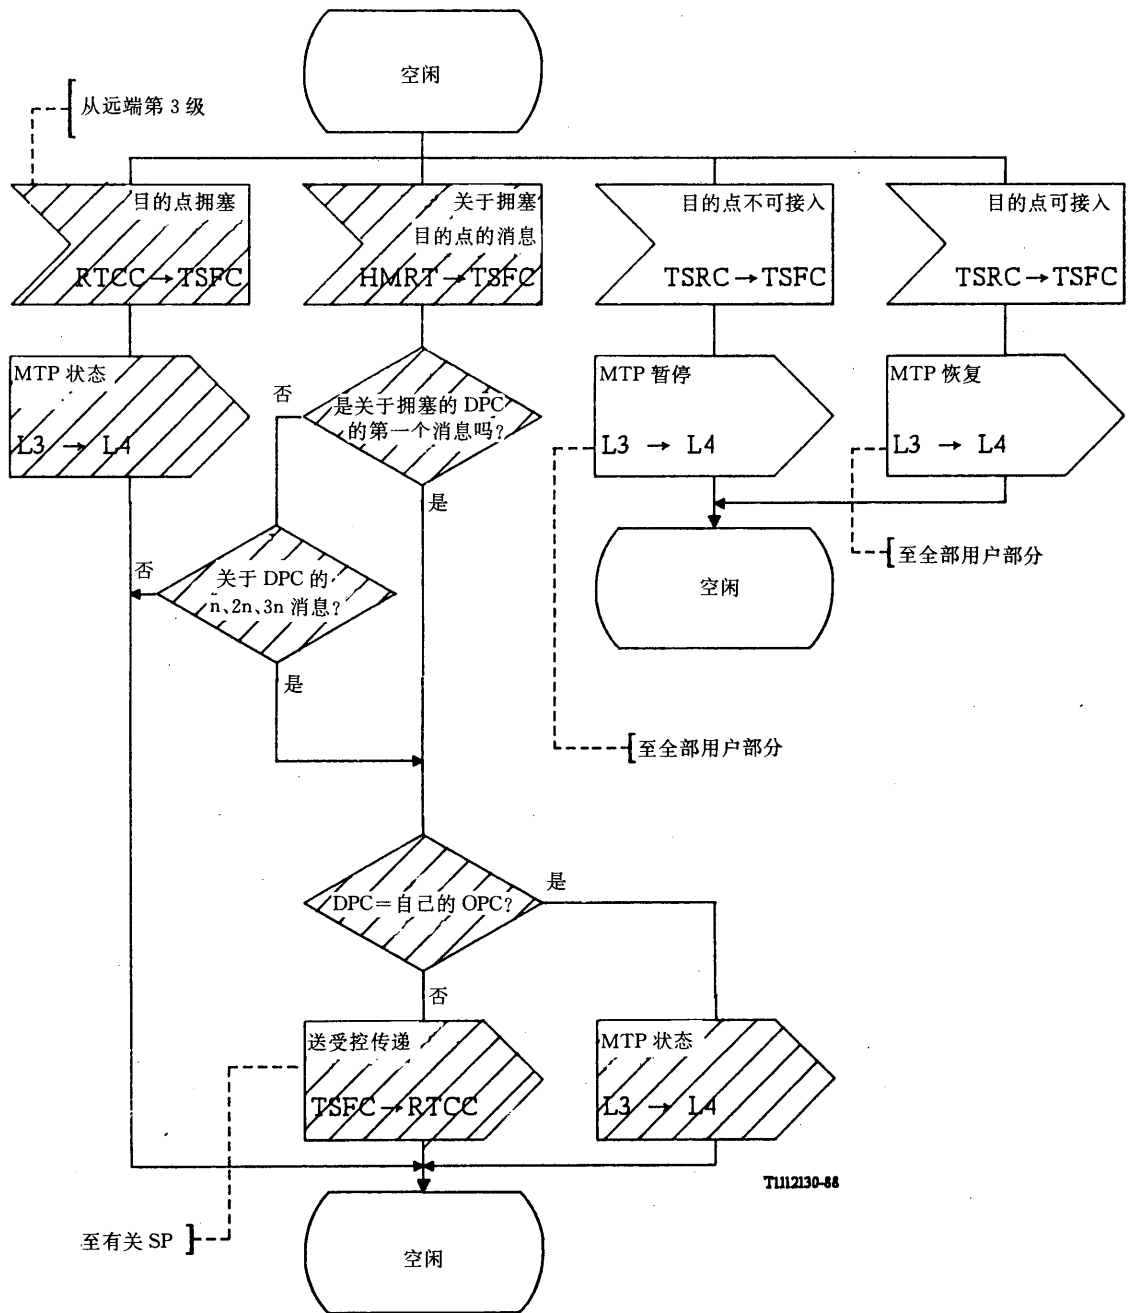 空闲
从远端第 3 级
目的点拥塞
RTCC→TSFC
关于拥塞
目的点的消息
HMRT→TSFC
目的点不可接入
TSRC→TSFC
目的点可接入
TSRC→TSFC
MTP 状态
L3 → L4
否
是关于拥塞的 DPC
的第一个消息吗?
是
MTP 暂停
L3 → L4
MTP 恢复
L3 → L4
至全部用户部分
空闲
否
关于 DPC 的
n、2n、3n 消息?
是
至全部用户部分
DPC=自己的 OPC?
是
否
送受控传递
TSFC→RTCC
MTP 状态
L3 → L4
T1112130-88
至有关 SP
空闲